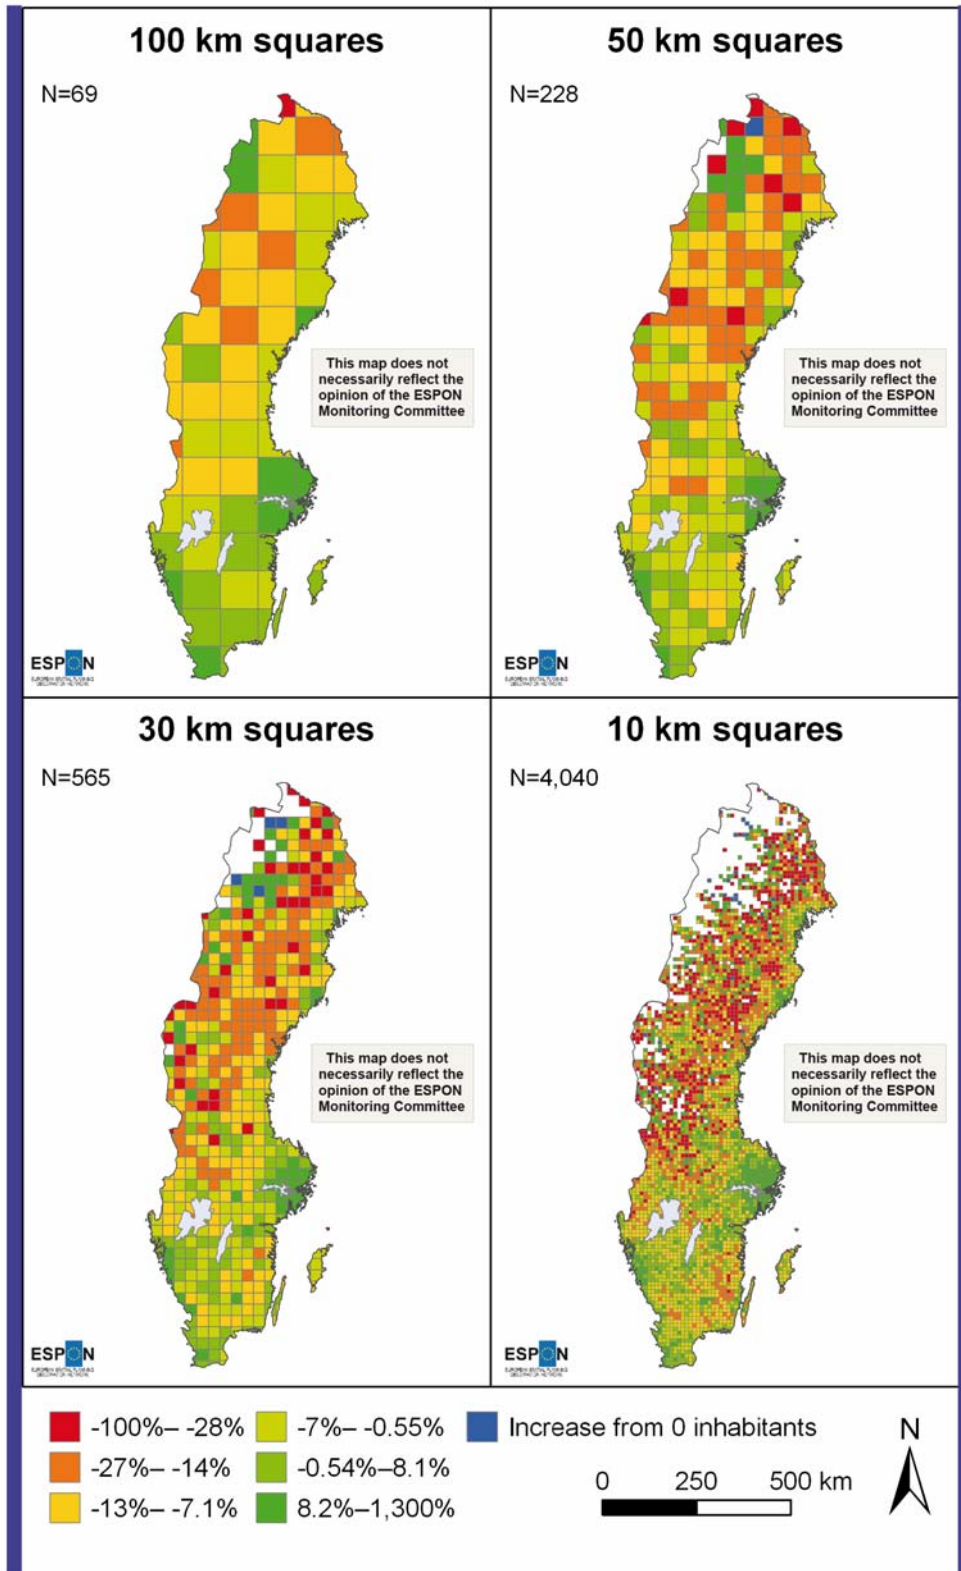 100 km squares
N=69
This map does not
necessarily reflect the
opinion of the ESPON
Monitoring Committee
ESPON
50 km squares
N=228
This map does not
necessarily reflect the
opinion of the ESPON
Monitoring Committee
ESPON
30 km squares
N=565
This map does not
necessarily reflect the
opinion of the ESPON
Monitoring Committee
ESPON
10 km squares
N=4,040
This map does not
necessarily reflect the
opinion of the ESPON
Monitoring Committee
ESPON
-100%– -28%
-27%– -14%
-13%– -7.1%
-7%– -0.55%
-0.54%–8.1%
8.2%–1,300%
Increase from 0 inhabitants
0 250 500 km
N